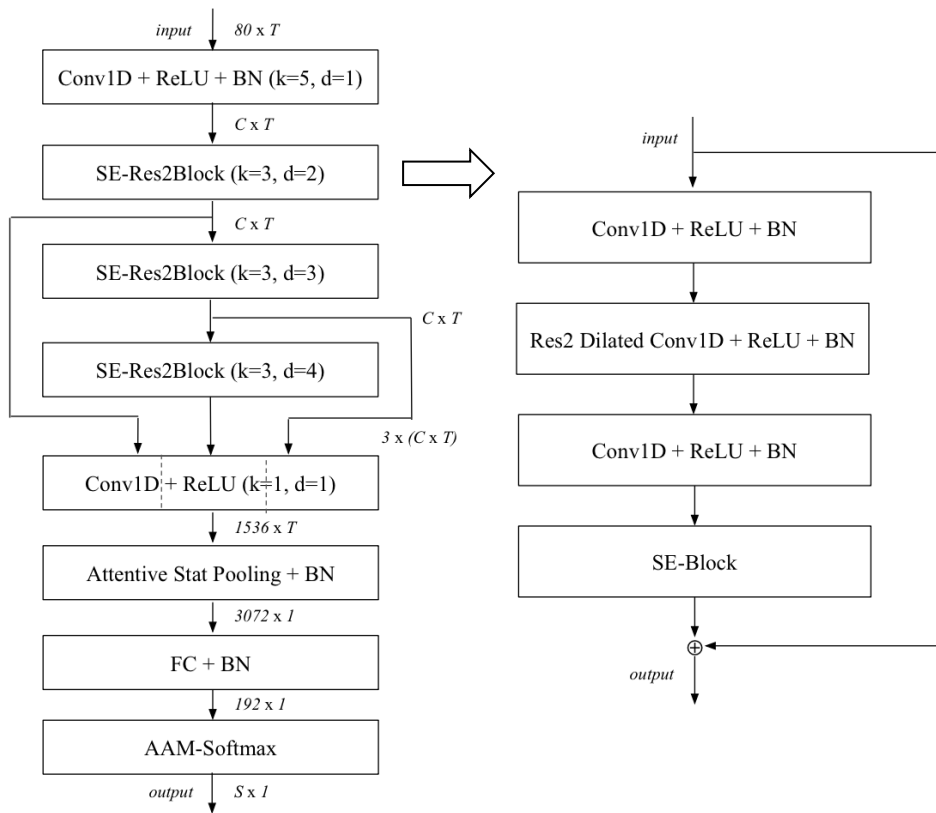 input 80 x T
Conv1D + ReLU + BN (k=5, d=1)
C x T
SE-Res2Block (k=3, d=2)
C x T
SE-Res2Block (k=3, d=3)
C x T
SE-Res2Block (k=3, d=4)
3 x (C x T)
Conv1D + ReLU (k=1, d=1)
1536 x T
Attentive Stat Pooling + BN
3072 x 1
FC + BN
192 x 1
AAM-Softmax
output S x 1
input
Conv1D + ReLU + BN
Res2 Dilated Conv1D + ReLU + BN
Conv1D + ReLU + BN
SE-Block
output